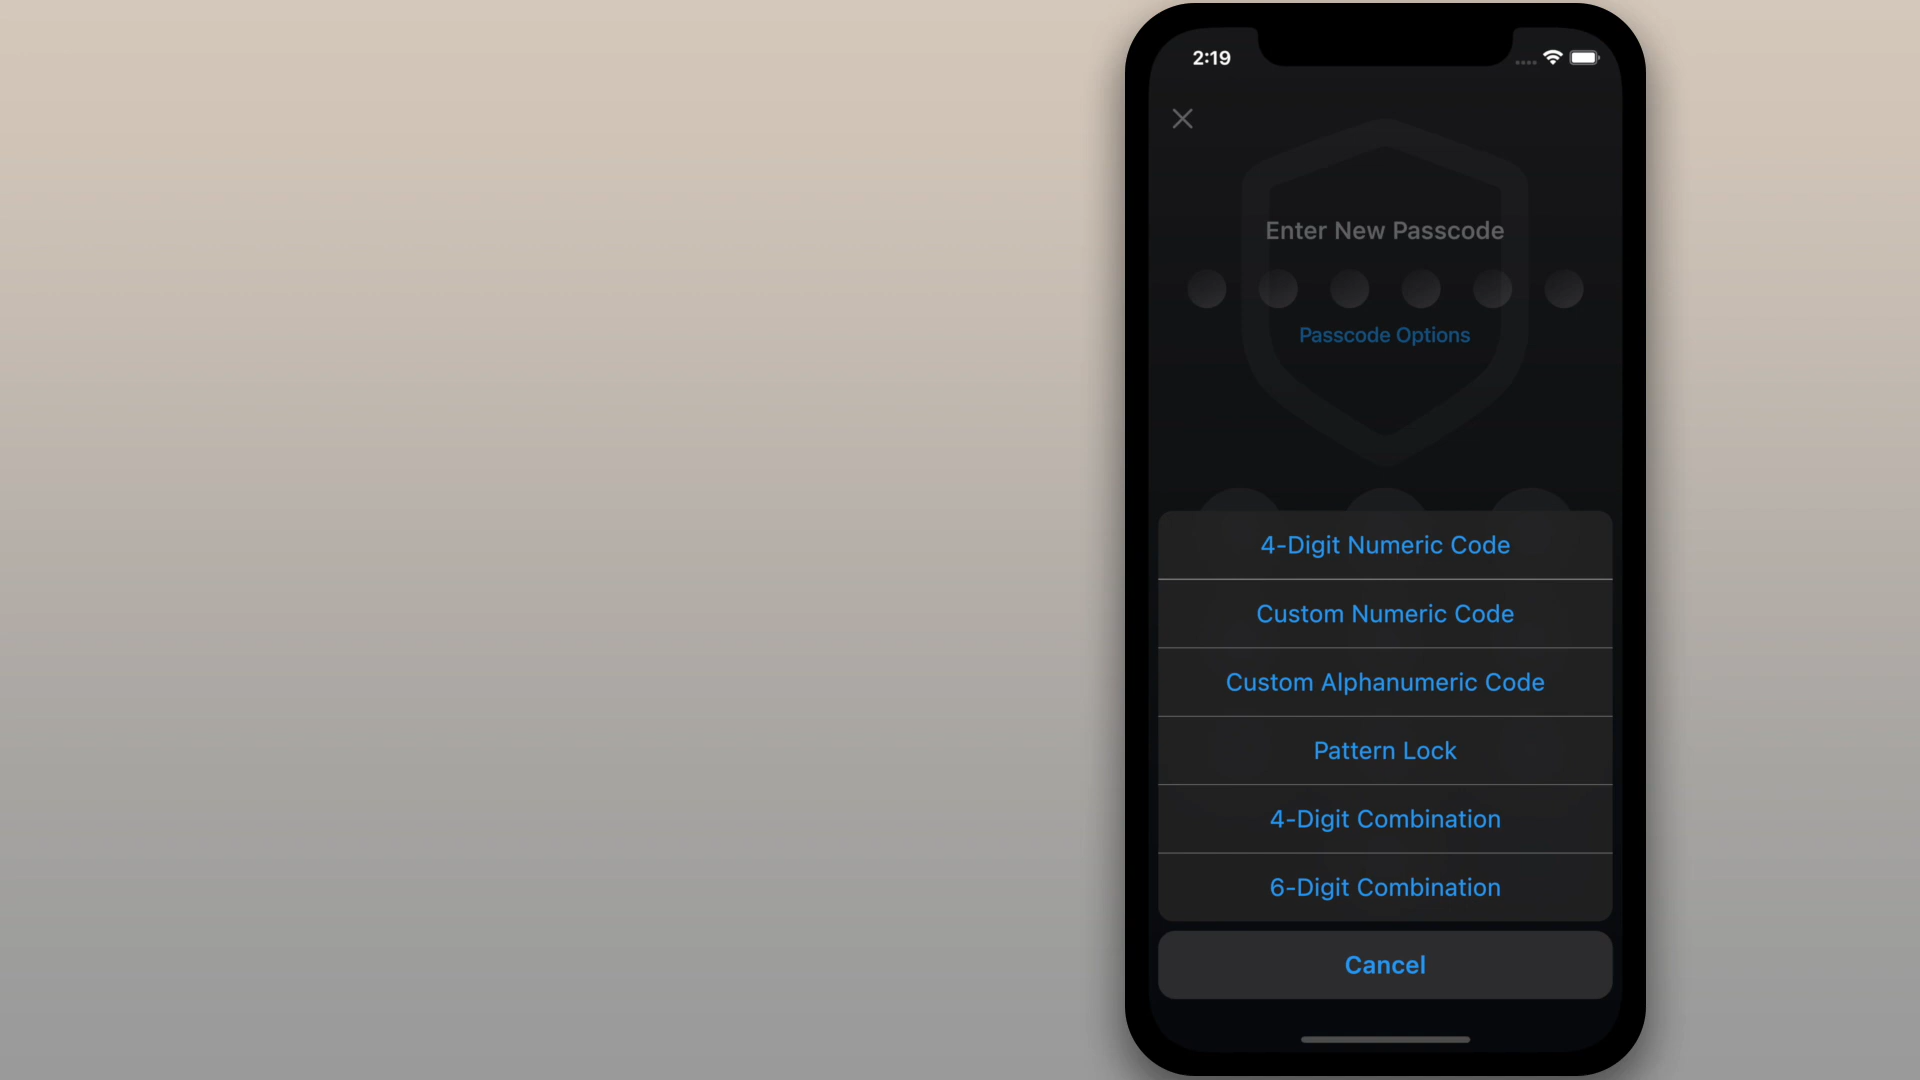 2:19
Enter New Passcode
Passcode Options
4-Digit Numeric Code
Custom Numeric Code
Custom Alphanumeric Code
Pattern Lock
4-Digit Combination
6-Digit Combination
Cancel